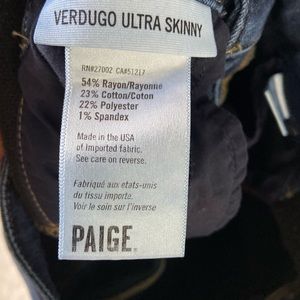 VERDUGO ULTRA SKINNY
RN#27002 CA#51217
54% Rayon/Rayonne
23% Cotton/Coton
22% Polyester
1% Spandex
Made in the USA
of imported fabric.
See care on reverse.
Fabriqué aux etats-unis
du tissu importe.
Voir le soin sur l'inverse
PAIGE